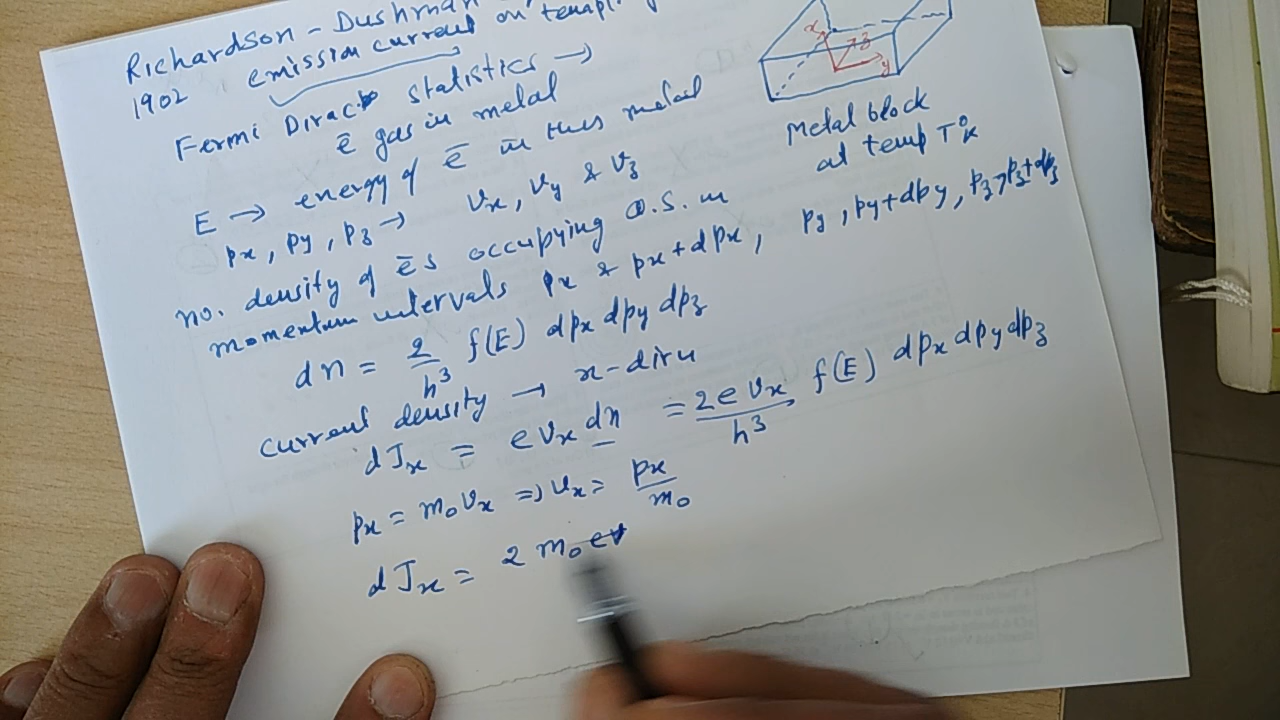 Richardson - Dushman
1902 emission current on temp
Fermi Dirac statistics →
ē gas in metal
E → energy of ē in this metal
px, py, pz → vx, vy & vz
no. density of ēs occupying Q.S. in
momentum intervals px & px+dpx, py, py+dpy, pz, pz+dpz
dn = 2/h³ f(E) dpx dpy dpz
current density → x-dirn
dJx = e vx dn = 2e vx/h³ f(E) dpx dpy dpz
px = m₀vx ⇒ vx = px/m₀
dJx = 2 m₀
x
z
y
Metal block
at temp T°K